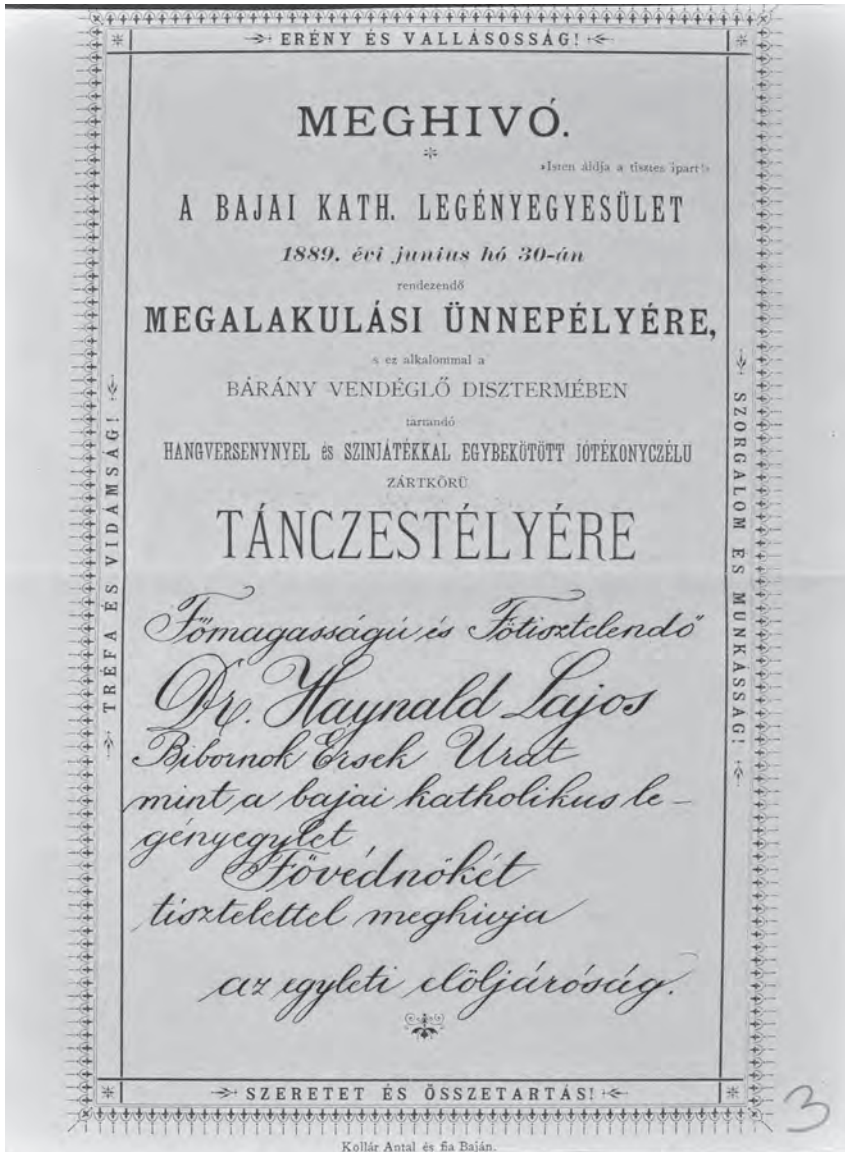 ERÉNY ÉS VALLÁSOSSÁG!
MEGHIVÓ.
»Isten áldja a tisztes ipart!«
A BAJAI KATH. LEGÉNYEGYESÜLET
1889. évi junius hó 30-án
rendezendő
MEGALAKULÁSI ÜNNEPÉLYÉRE,
s ez alkalommal a
BÁRÁNY VENDÉGLŐ DISZTERMÉBEN
tartandó
HANGVERSENYNYEL és SZINJÁTÉKKAL EGYBEKÖTÖTT JÓTÉKONYCZÉLU
ZÁRTKÖRÜ
TÁNCZESTÉLYÉRE
Főmagasságú és Főtisztelendő
Dr. Haynald Lajos
Bibornok Érsek Urat
mint a bajai katholikus le-
gényegylet
Fővédnökét
tisztelettel meghivja
az egyleti elöljáróság.
TRÉFA ÉS VIDÁMSÁG!
SZORGALOM ÉS MUNKÁSSÁG!
SZERETET ÉS ÖSSZETARTÁS!
3
Kollár Antal és fia Baján.